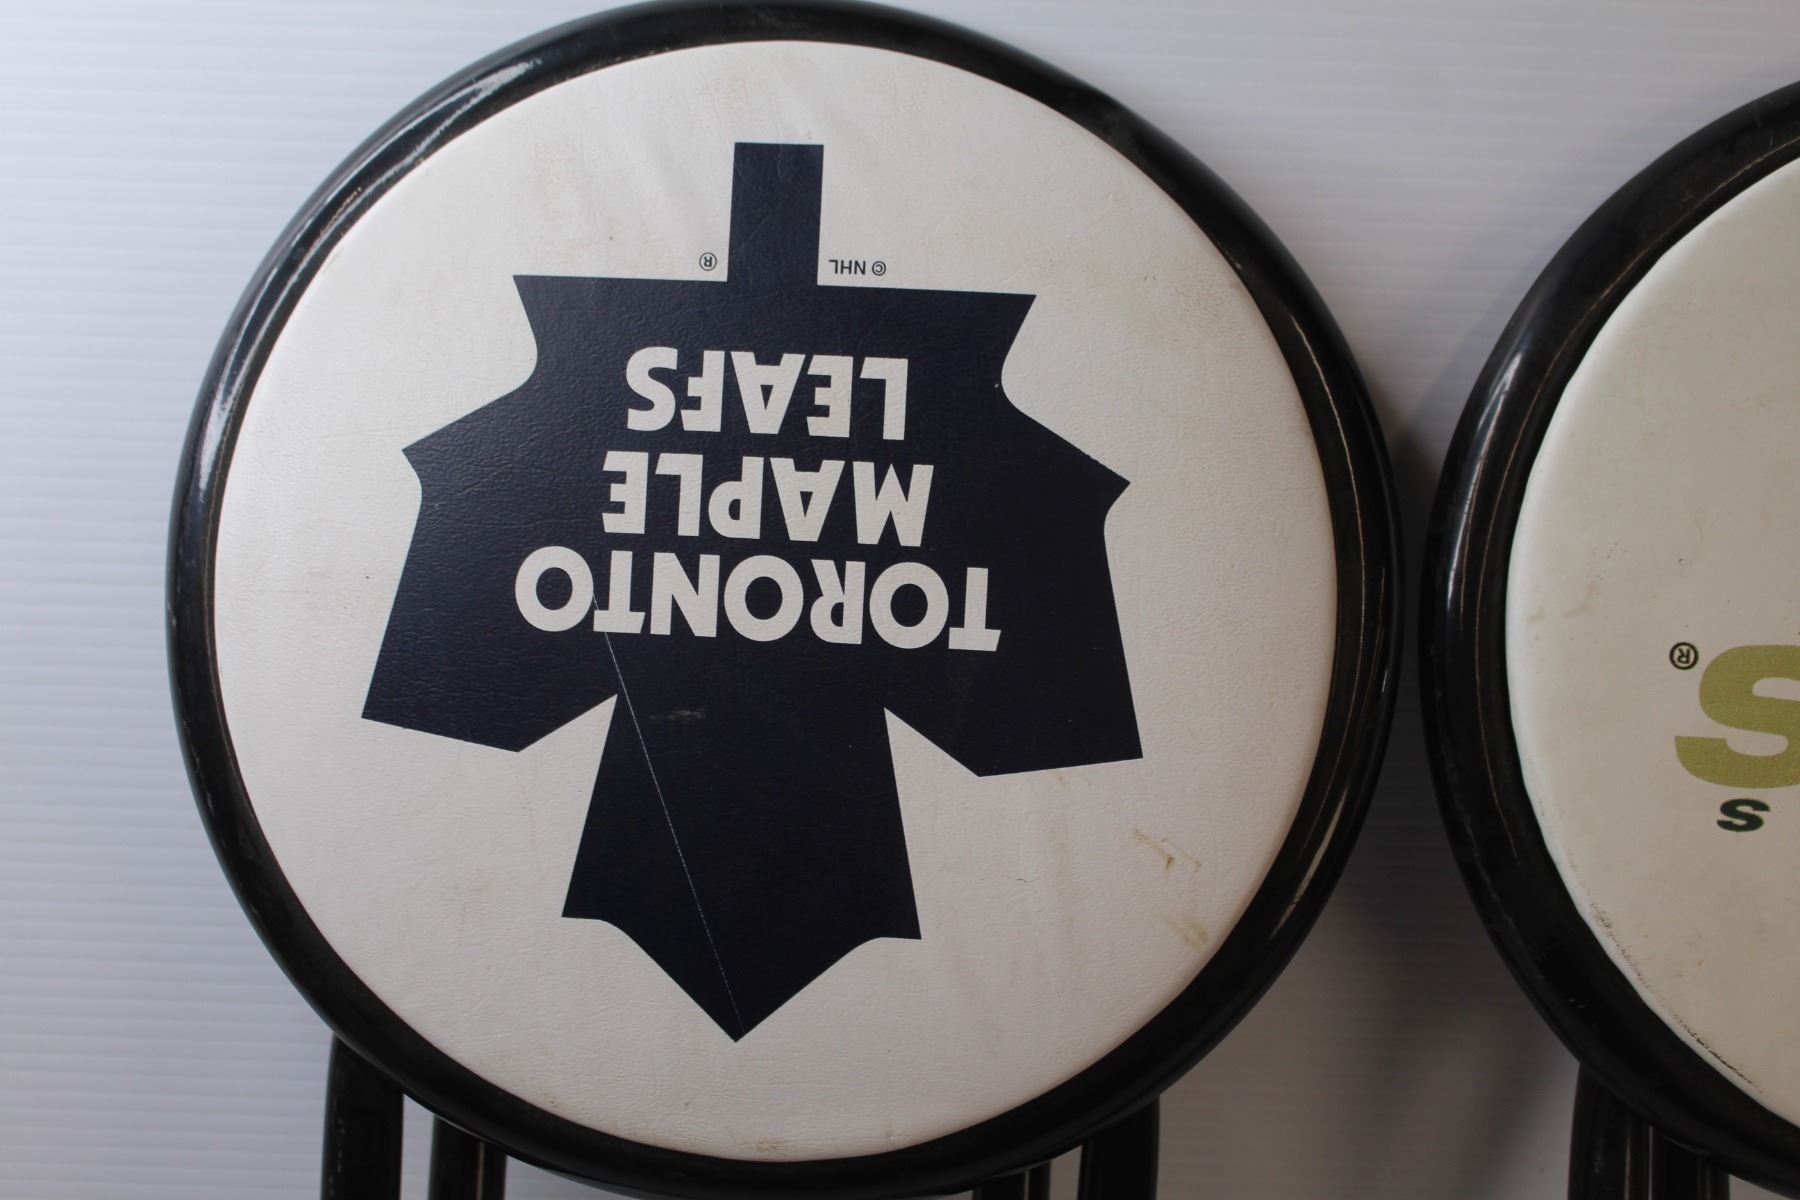 TORONTO
MAPLE
LEAFS
© NHL
®
S
®
s